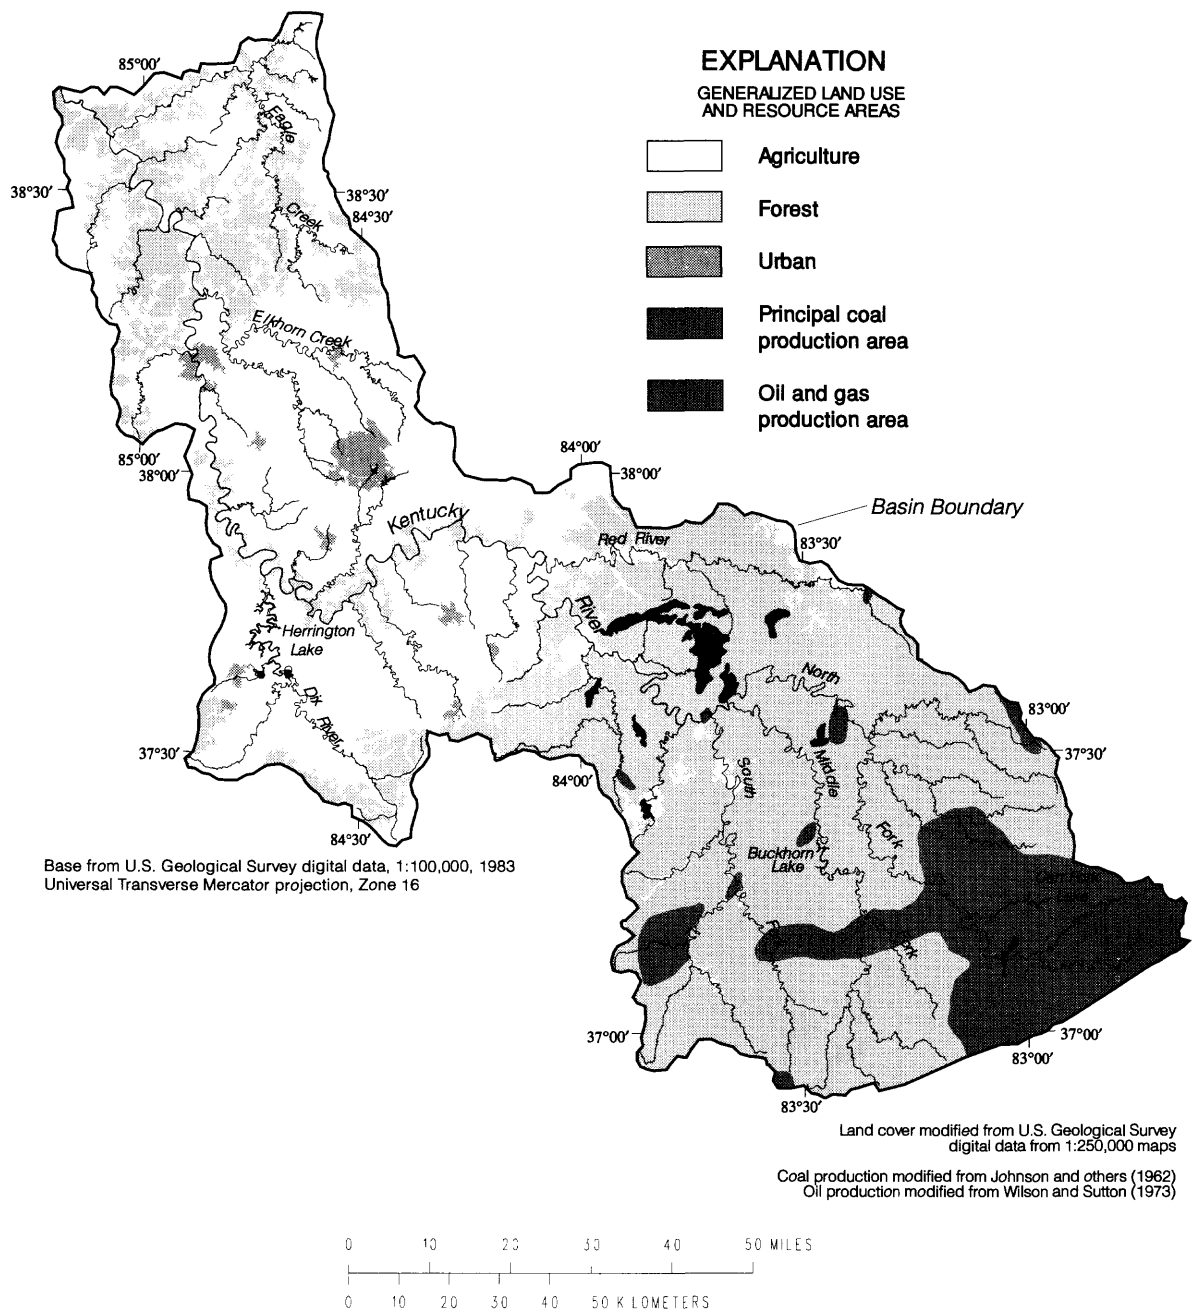 EXPLANATION
GENERALIZED LAND USE
AND RESOURCE AREAS
Agriculture
Forest
Urban
Principal coal
production area
Oil and gas
production area
85°00'
Eagle
38°30'
38°30'
84°30'
Creek
Elkhorn Creek
85°00'
38°00'
84°00'
38°00'
Kentucky
Basin Boundary
Red River
83°30'
River
Herrington
Lake
North
Dix
River
83°00'
37°30'
37°30'
84°00'
South
Middle
84°30'
Fork
Buckhorn
Lake
Base from U.S. Geological Survey digital data, 1:100,000, 1983
Universal Transverse Mercator projection, Zone 16
Carr Fork
Lake
37°00'
37°00'
83°00'
83°30'
Land cover modified from U.S. Geological Survey
digital data from 1:250,000 maps
Coal production modified from Johnson and others (1962)
Oil production modified from Wilson and Sutton (1973)
0 10 20 30 40 50 MILES
0 10 20 30 40 50 K LOMETERS